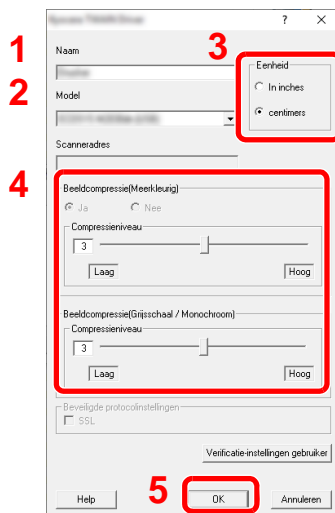 ? ×
1 Naam
3 Eenheid
In inches
2 Model
centimers
Scanneradres
4
Beeldcompressie(Meerkleurig)
Ja Nee
Compressieniveau
3
Laag Hoog
Beeldcompressie(Grijsschaal / Monochroom)
Compressieniveau
3
Laag Hoog
Beveiligde protocolinstellingen
SSL
Verificatie-instellingen gebruiker
Help 5 OK Annuleren